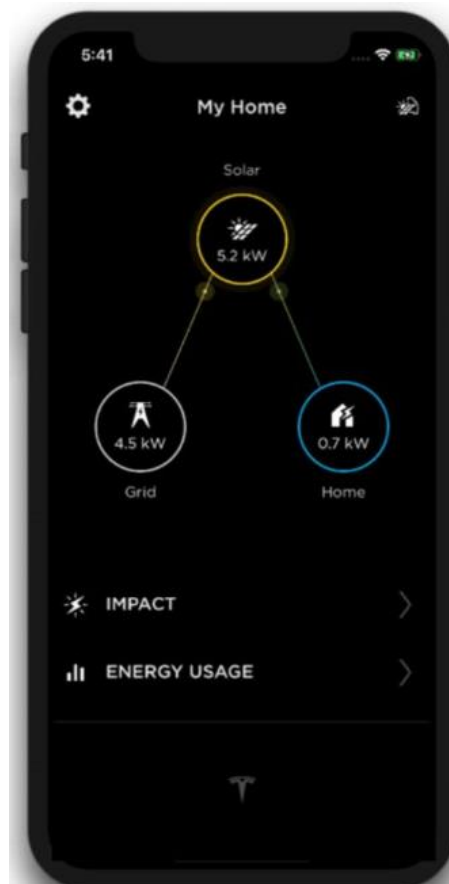 5:41
My Home
Solar
5.2 kW
4.5 kW
0.7 kW
Grid
Home
IMPACT
ENERGY USAGE